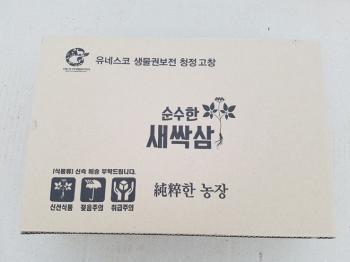 유네스코 생물권보전 청정고창
순수한
새싹삼
[식품류] 신속 배송 부탁드립니다.
신선식품 젖음주의 취급주의
純粹한 농장